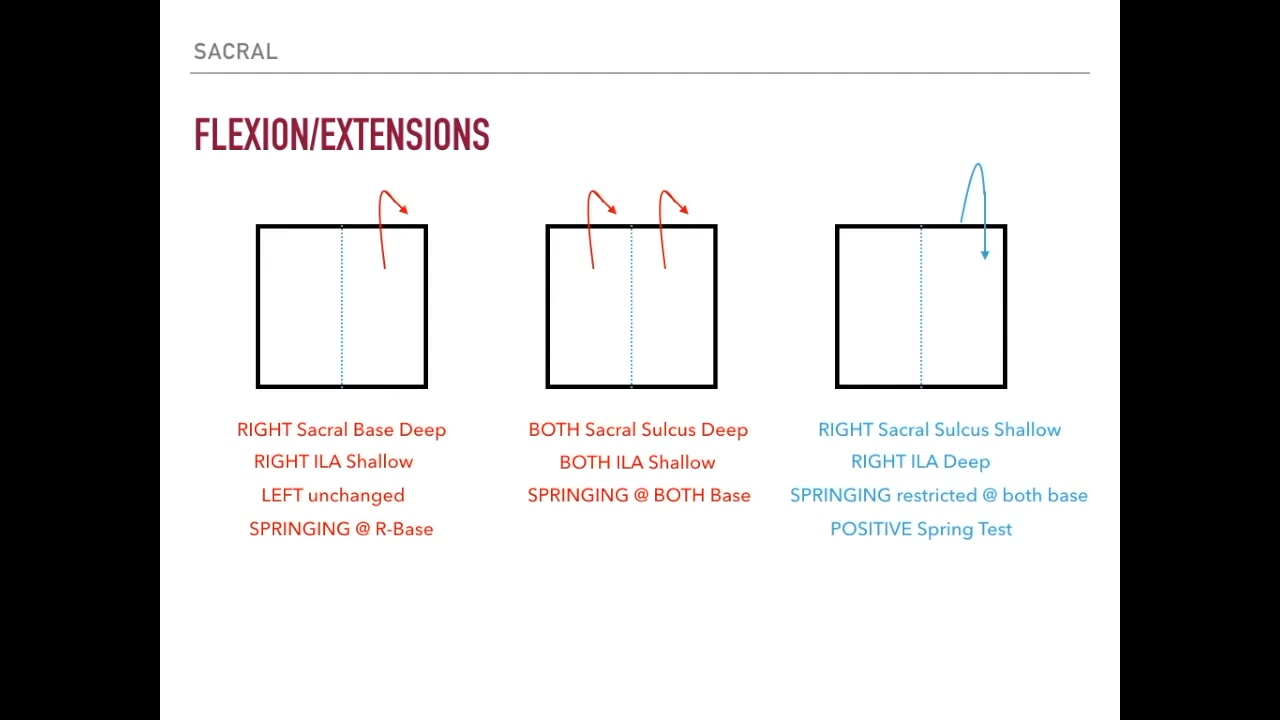 SACRAL
FLEXION/EXTENSIONS
RIGHT Sacral Base Deep
RIGHT ILA Shallow
LEFT unchanged
SPRINGING @ R-Base
BOTH Sacral Sulcus Deep
BOTH ILA Shallow
SPRINGING @ BOTH Base
RIGHT Sacral Sulcus Shallow
RIGHT ILA Deep
SPRINGING restricted @ both base
POSITIVE Spring Test